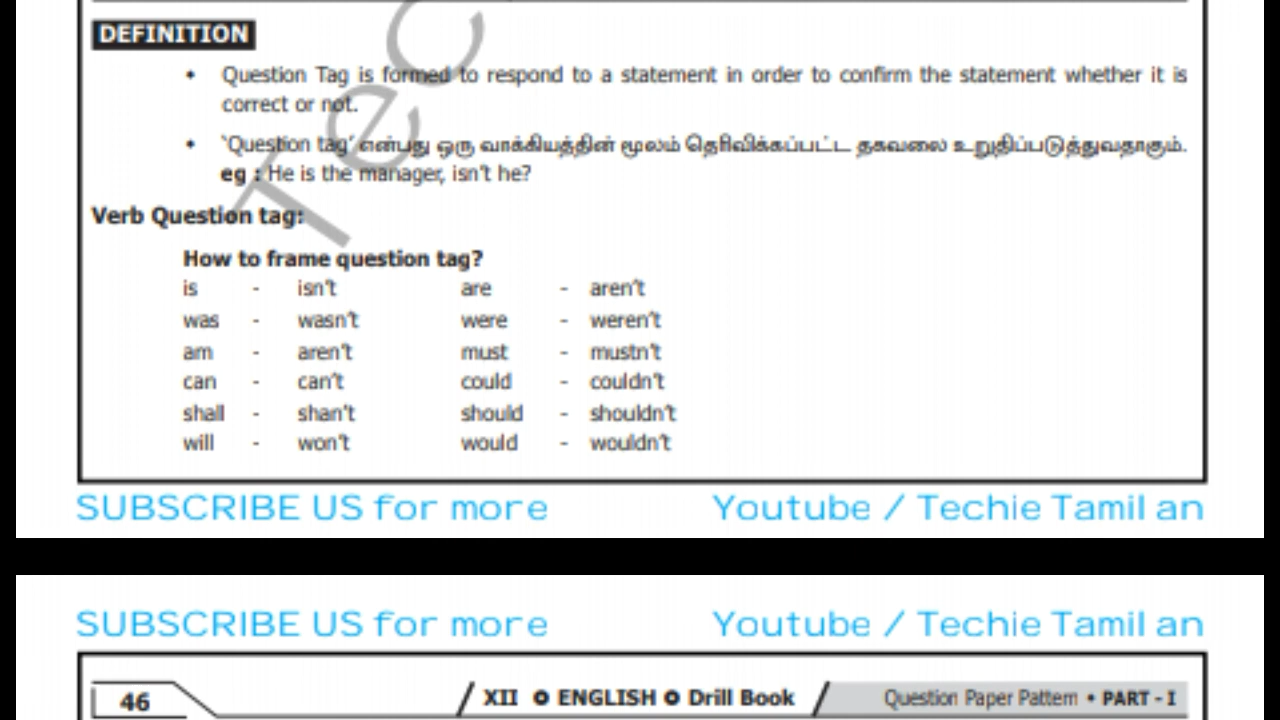 DEFINITION
• Question Tag is formed to respond to a statement in order to confirm the statement whether it is
correct or not.
• 'Question tag' என்பது ஒரு வாக்கியத்தின் மூலம் தெரிவிக்கப்பட்ட தகவலை உறுதிப்படுத்துவதாகும்.
eg : He is the manager, isn't he?
Verb Question tag:
How to frame question tag?
is - isn't are - aren't
was - wasn't were - weren't
am - aren't must - mustn't
can - can't could - couldn't
shall - shan't should - shouldn't
will - won't would - wouldn't
Tec
SUBSCRIBE US for more Youtube / Techie Tamil an
SUBSCRIBE US for more Youtube / Techie Tamil an
46 XII ✪ ENGLISH ✪ Drill Book Question Paper Pattern • PART - I